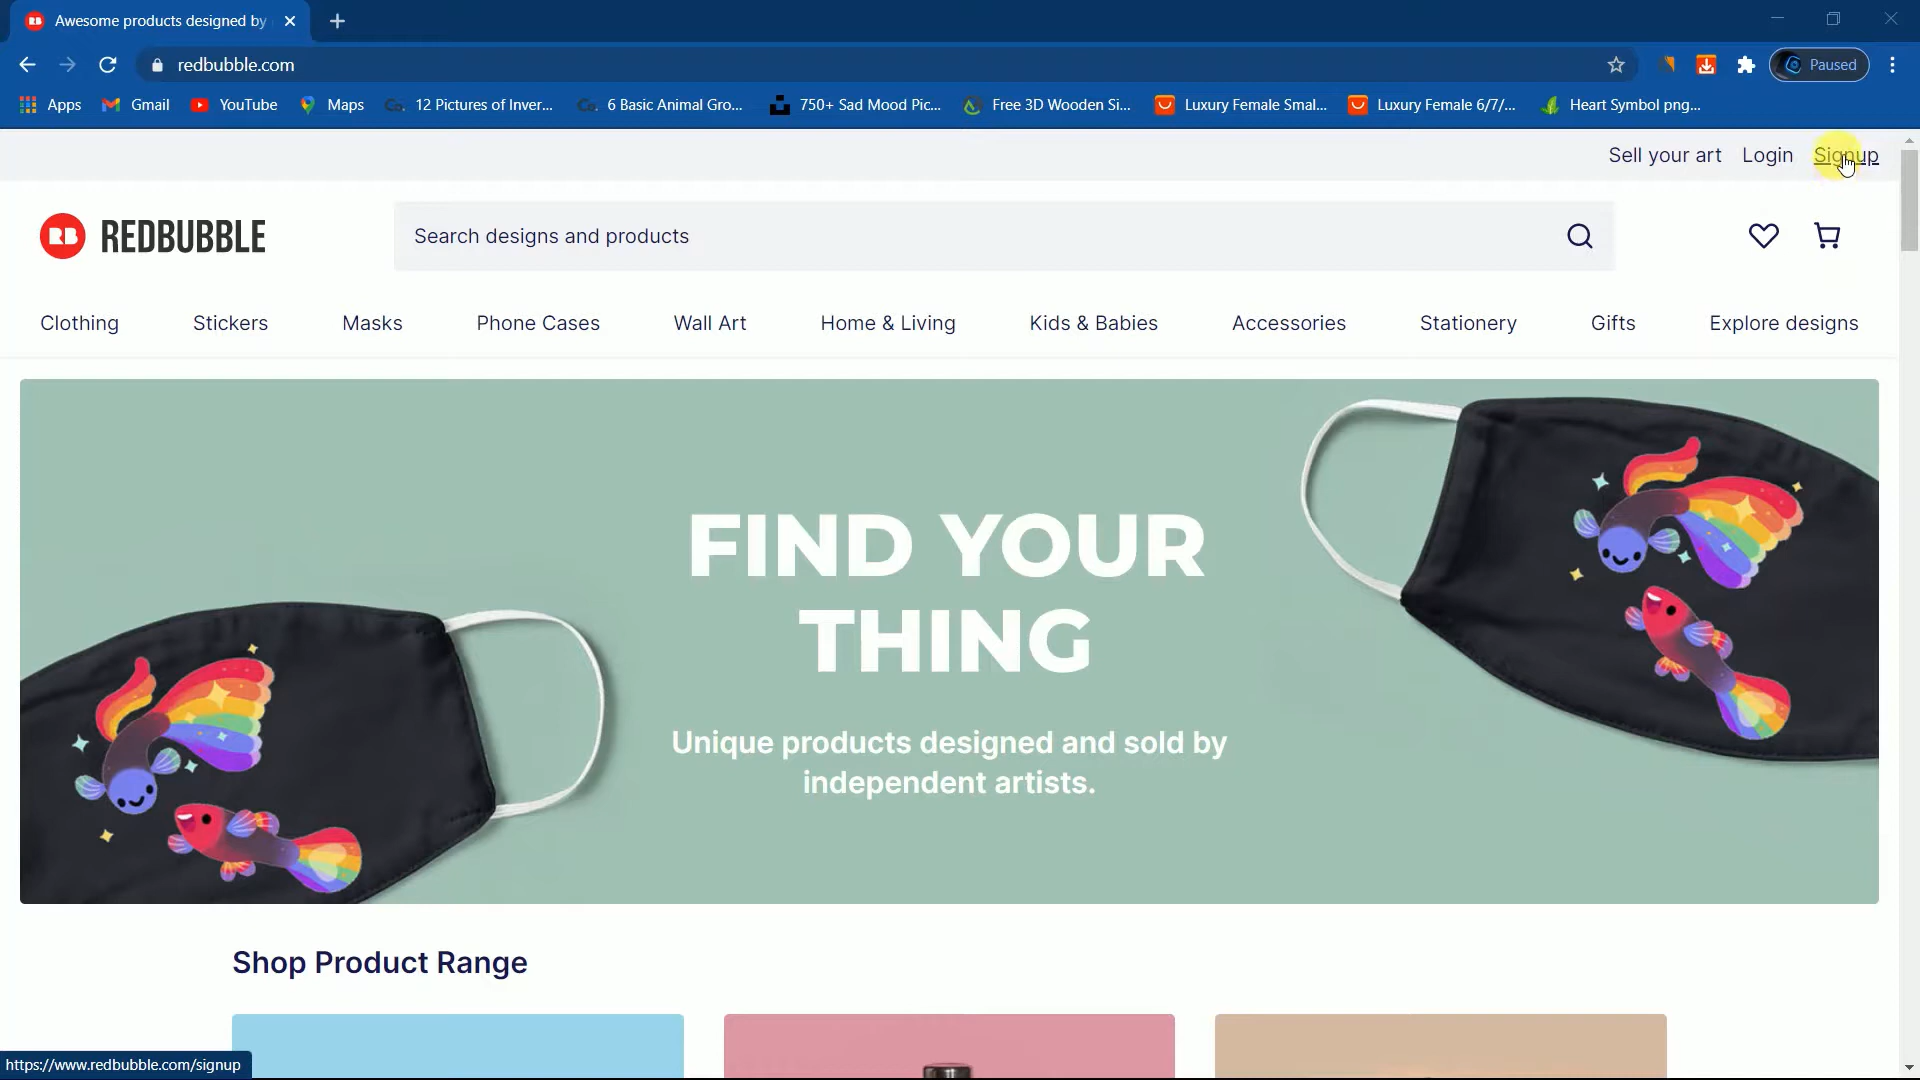 Awesome products designed by
redbubble.com
Paused
Apps
Gmail
YouTube
Maps
12 Pictures of Inver...
6 Basic Animal Gro...
750+ Sad Mood Pic...
Free 3D Wooden Si...
Luxury Female Smal...
Luxury Female 6/7/...
Heart Symbol png...
Sell your art
Login
Signup
RB REDBUBBLE
Search designs and products
Clothing
Stickers
Masks
Phone Cases
Wall Art
Home & Living
Kids & Babies
Accessories
Stationery
Gifts
Explore designs
FIND YOUR
THING
Unique products designed and sold by
independent artists.
Shop Product Range
https://www.redbubble.com/signup